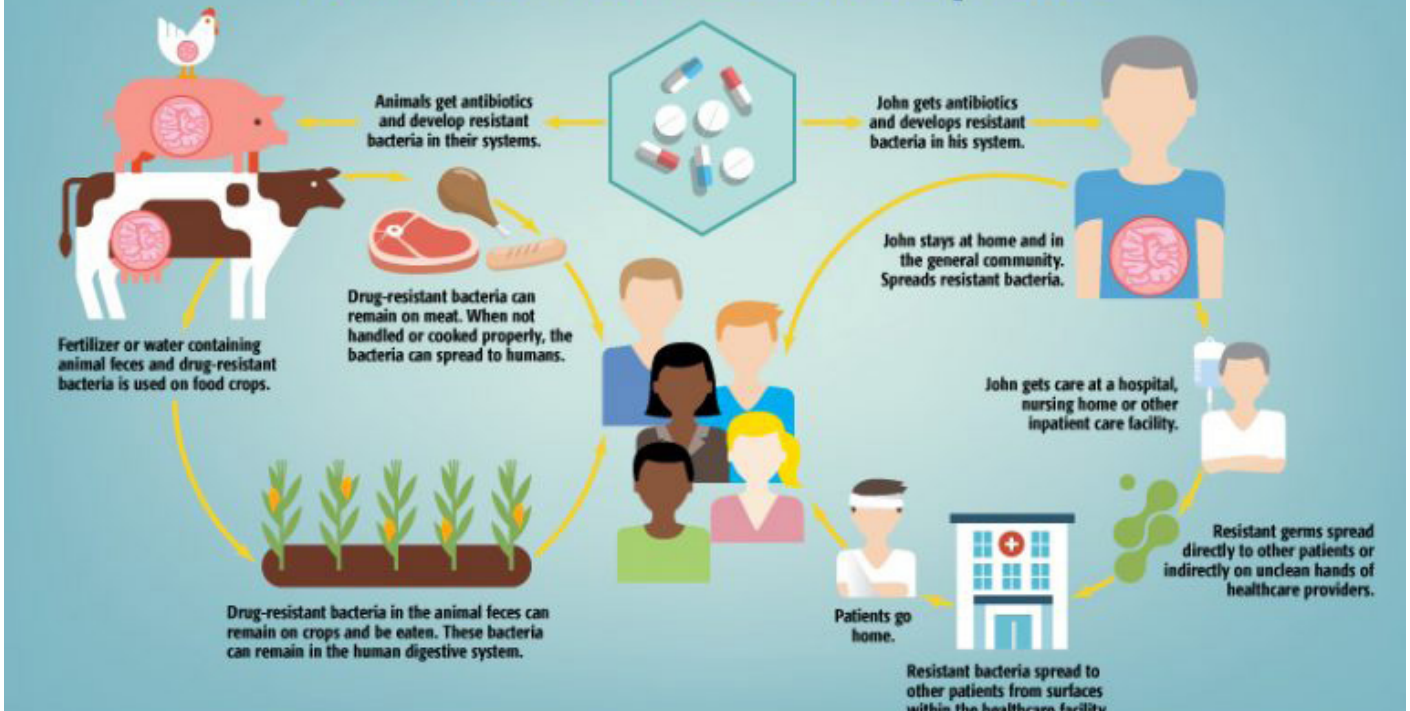 Animals get antibiotics
and develop resistant
bacteria in their systems.
John gets antibiotics
and develops resistant
bacteria in his system.
Drug-resistant bacteria can
remain on meat. When not
handled or cooked properly, the
bacteria can spread to humans.
John stays at home and in
the general community.
Spreads resistant bacteria.
Fertilizer or water containing
animal feces and drug-resistant
bacteria is used on food crops.
John gets care at a hospital,
nursing home or other
inpatient care facility.
Resistant germs spread
directly to other patients or
indirectly on unclean hands of
healthcare providers.
Drug-resistant bacteria in the animal feces can
remain on crops and be eaten. These bacteria
can remain in the human digestive system.
Patients go
home.
Resistant bacteria spread to
other patients from surfaces
within the healthcare facility